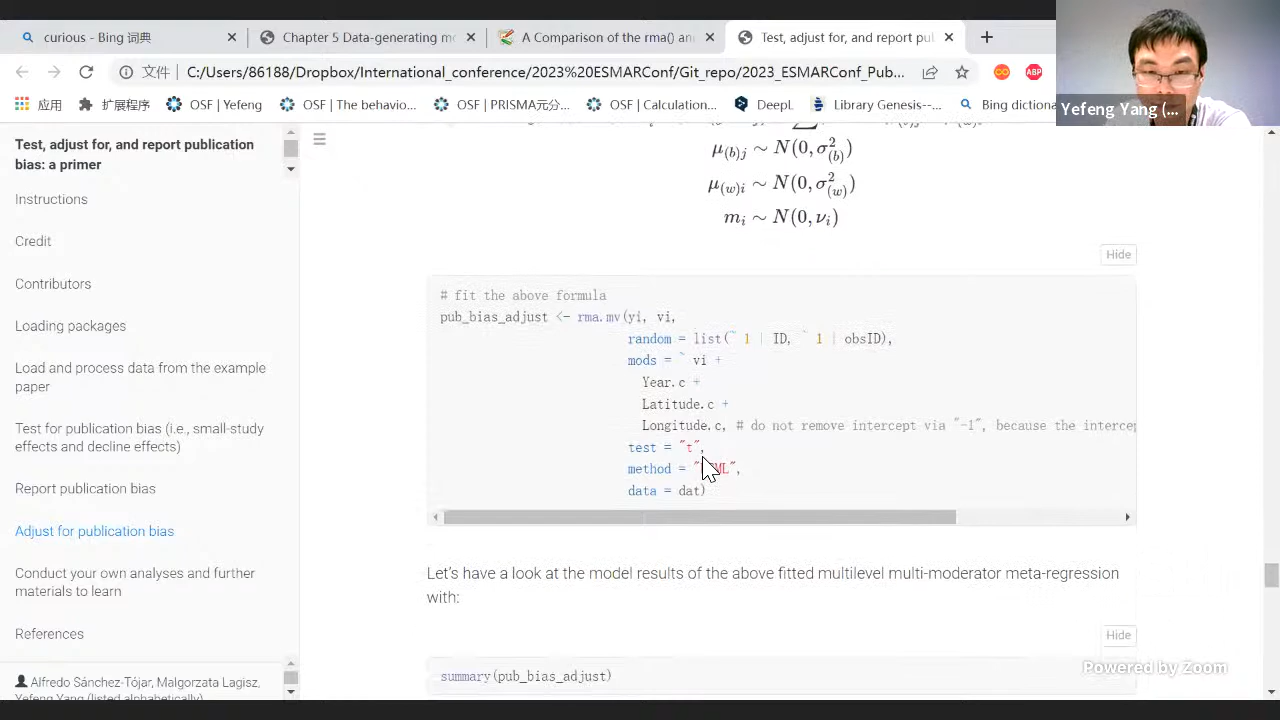 curious - Bing 词典
Chapter 5 Data-generating m
A Comparison of the rma() an
Test, adjust for, and report pu
文件
C:/Users/86188/Dropbox/International_conference/2023%20ESMARConf/Git_repo/2023_ESMARConf_Pub...
ABP
应用
扩展程序
OSF | Yefeng
OSF | The behavio...
OSF | PRISMA元分...
OSF | Calculation...
DeepL
Library Genesis--...
Bing dictiona
Yefeng Yang (...
Test, adjust for, and report publication
bias: a primer
Instructions
Credit
Contributors
Loading packages
Load and process data from the example
paper
Test for publication bias (i.e., small-study
effects and decline effects)
Report publication bias
Adjust for publication bias
Conduct your own analyses and further
materials to learn
References
Alfredo Sánchez-Tójar, Malgorzata Lagisz,
Yefeng Yang (listed alphabetically)
μ(b)j ∼ N(0, σ²(b))
μ(w)i ∼ N(0, σ²(w))
mi ∼ N(0, νi)
Hide
# fit the above formula
pub_bias_adjust <- rma.mv(yi, vi,
random = list(~ 1 | ID, ~ 1 | obsID),
mods = ~ vi +
Year.c +
Latitude.c +
Longitude.c, # do not remove intercept via "-1", because the intercep
test = "t",
method = "
data = dat)
Let's have a look at the model results of the above fitted multilevel multi-moderator meta-regression
with:
Hide
summary(pub_bias_adjust)
Powered by Zoom